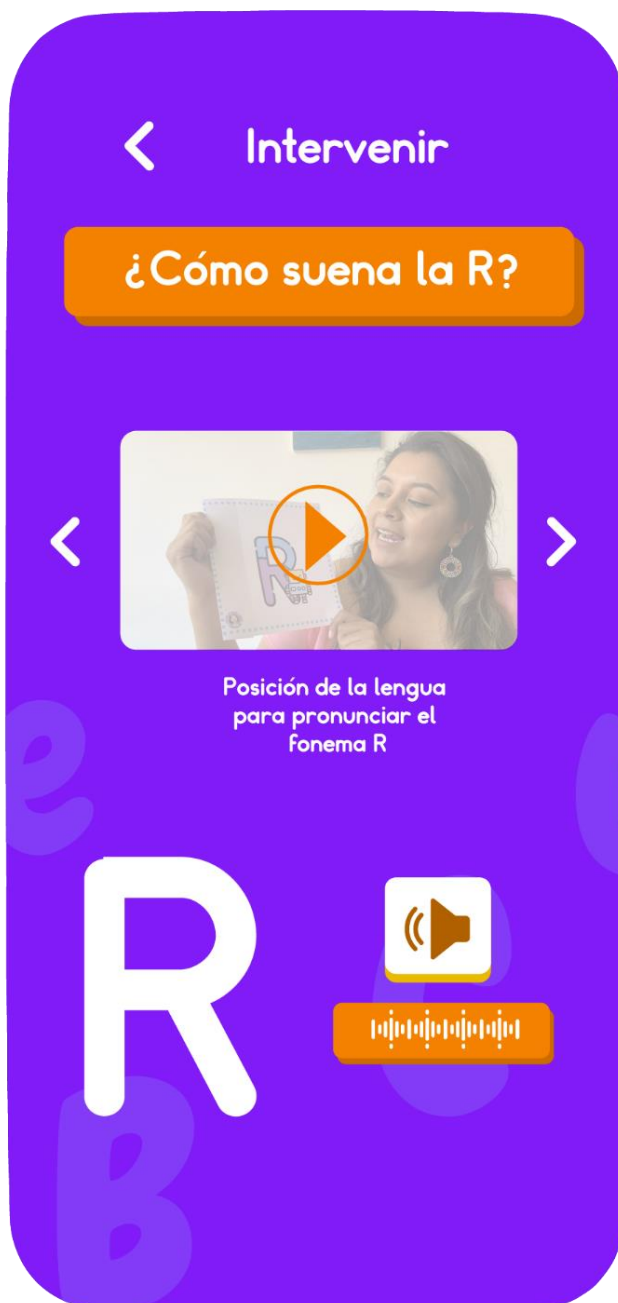 Intervenir
¿Cómo suena la R?
R
Posición de la lengua
para pronunciar el
fonema R
R
e
B